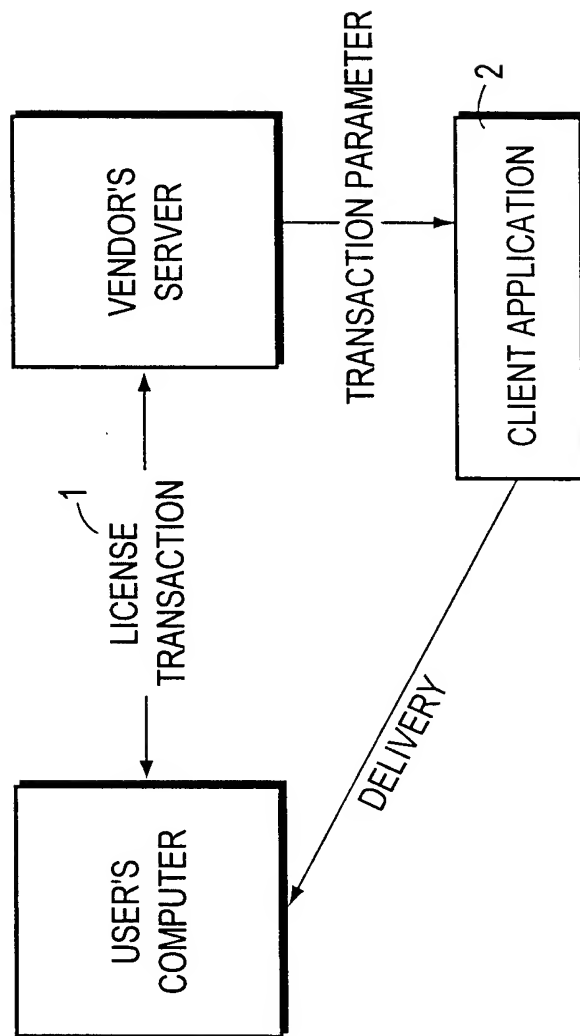 USER'S
COMPUTER
1
LICENSE
TRANSACTION
VENDOR'S
SERVER
DELIVERY
TRANSACTION PARAMETER
2
CLIENT APPLICATION